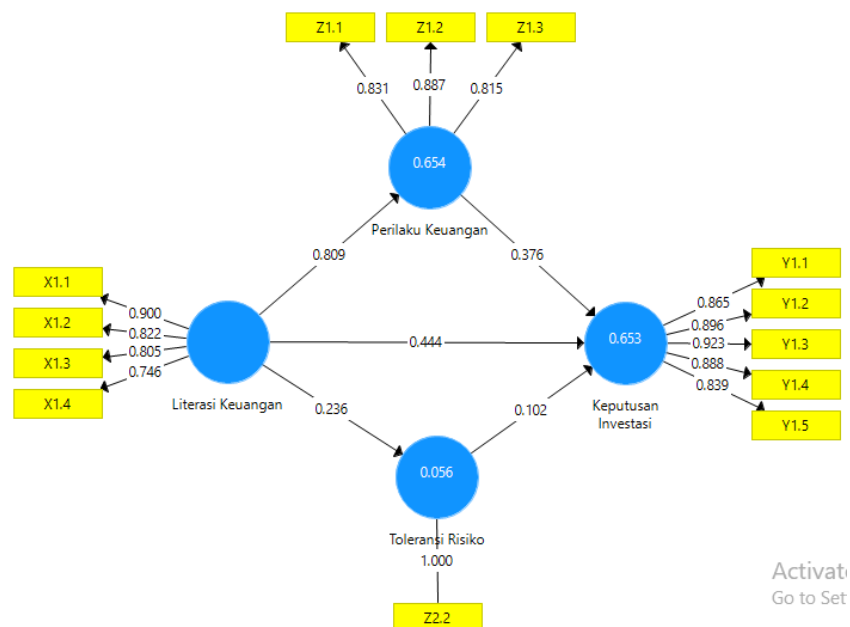 Z1.1
Z1.2
Z1.3
0.831
0.887
0.815
0.654
Perilaku Keuangan
0.809
0.376
X1.1
X1.2
X1.3
X1.4
0.900
0.822
0.805
0.746
Literasi Keuangan
0.444
0.653
Keputusan
Investasi
0.865
0.896
0.923
0.888
0.839
Y1.1
Y1.2
Y1.3
Y1.4
Y1.5
0.236
0.102
0.056
Toleransi Risiko
1.000
Z2.2
Activate
Go to Set